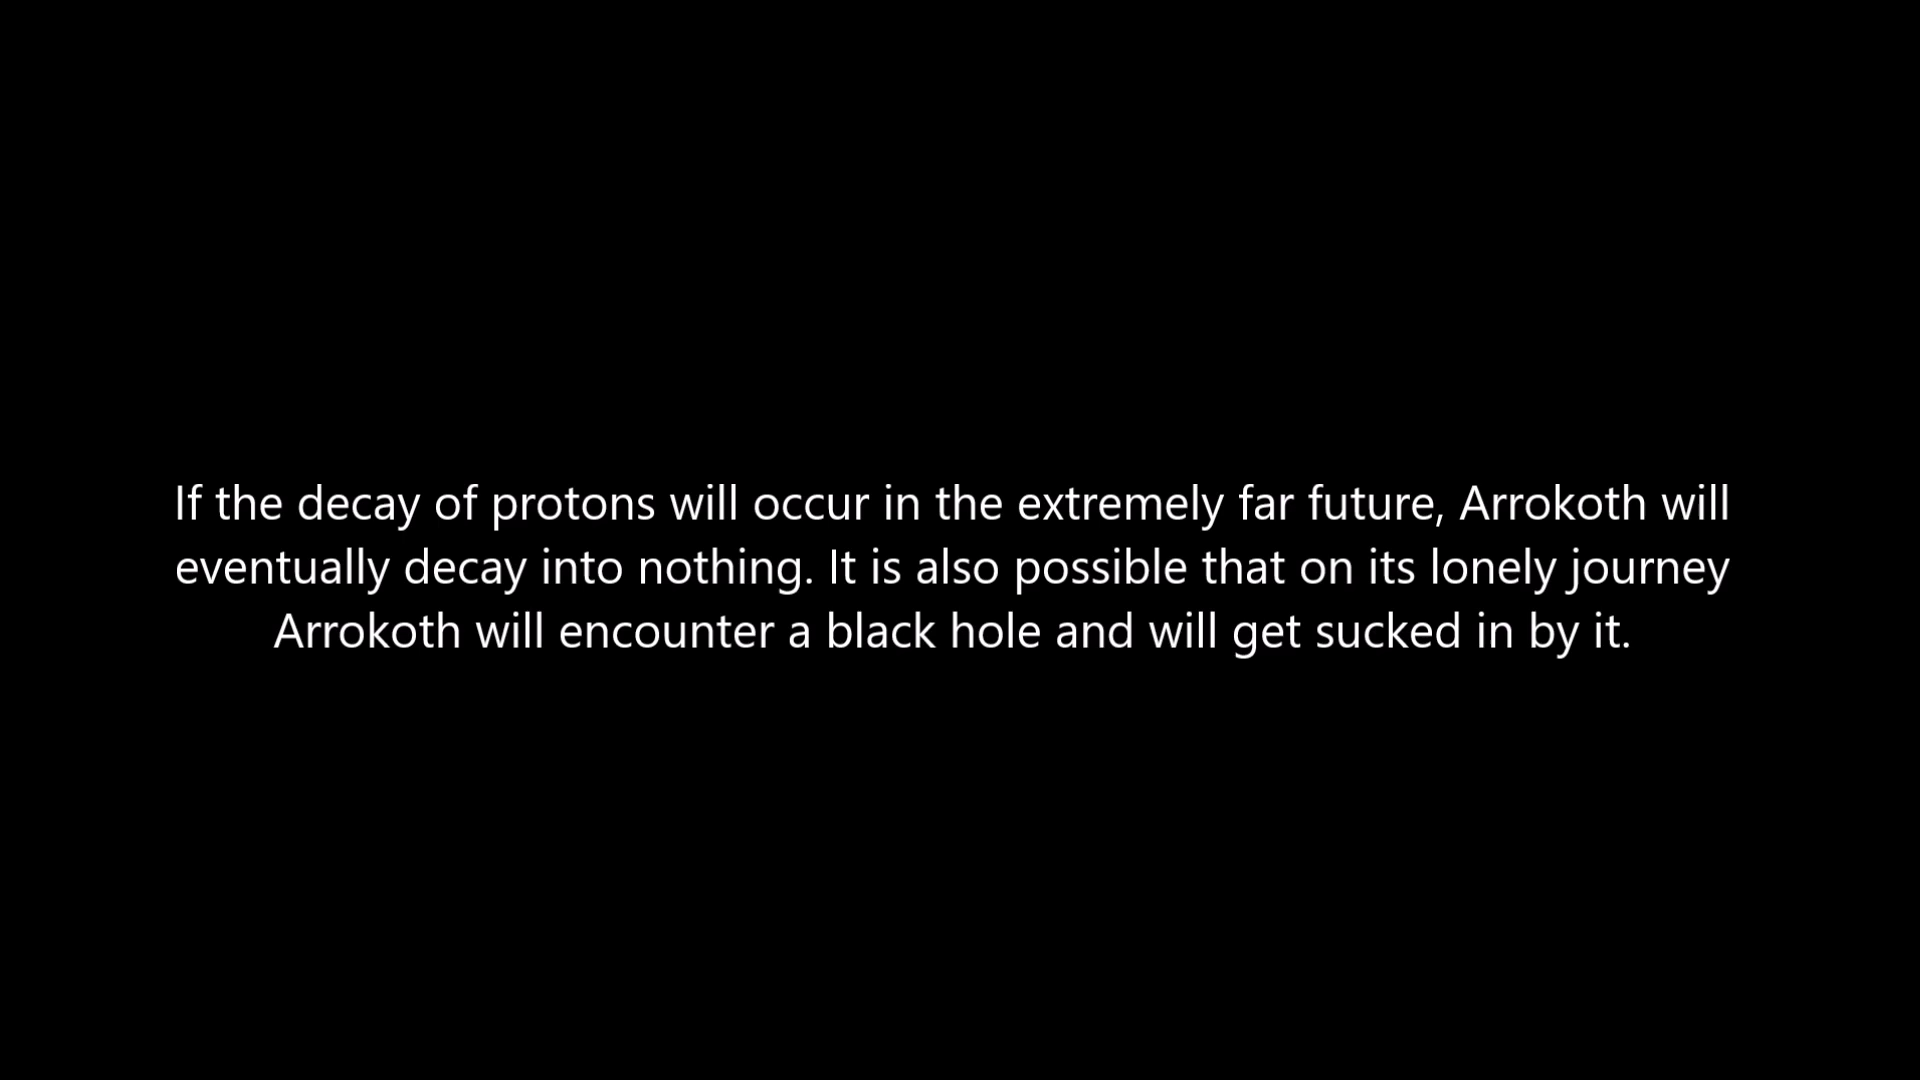 If the decay of protons will occur in the extremely far future, Arrokoth will
eventually decay into nothing. It is also possible that on its lonely journey
Arrokoth will encounter a black hole and will get sucked in by it.